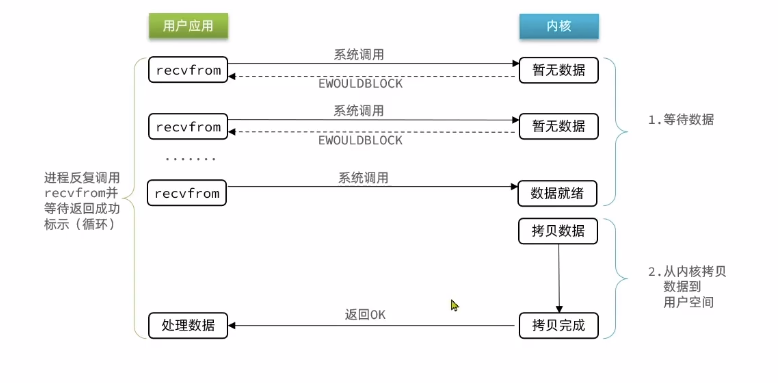 用户应用
内核
recvfrom
系统调用
暂无数据
EWOULDBLOCK
recvfrom
系统调用
暂无数据
EWOULDBLOCK
1.等待数据
.......
进程反复调用
recvfrom并
等待返回成功
标示（循环）
recvfrom
系统调用
数据就绪
拷贝数据
2.从内核拷贝
数据到
用户空间
处理数据
返回OK
拷贝完成